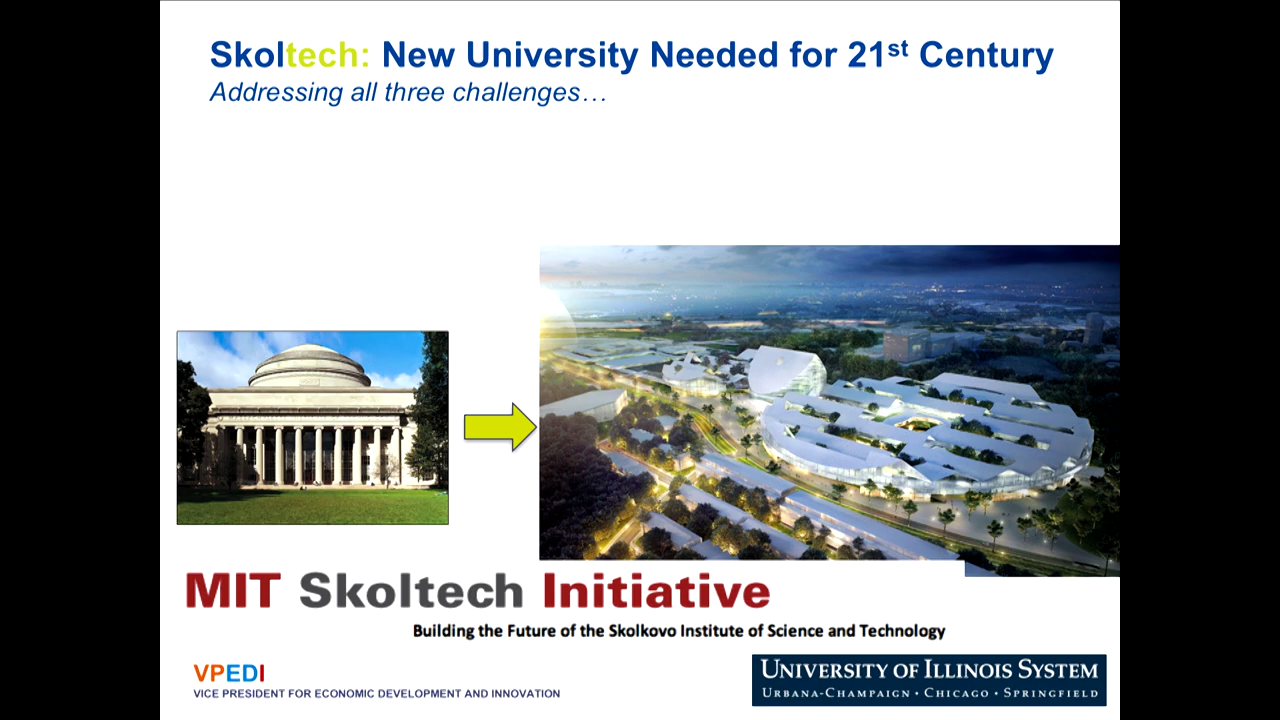 Skoltech: New University Needed for 21st Century
Addressing all three challenges…
MIT Skoltech Initiative
Building the Future of the Skolkovo Institute of Science and Technology
VPEDI
VICE PRESIDENT FOR ECONOMIC DEVELOPMENT AND INNOVATION
UNIVERSITY OF ILLINOIS SYSTEM
URBANA-CHAMPAIGN • CHICAGO • SPRINGFIELD